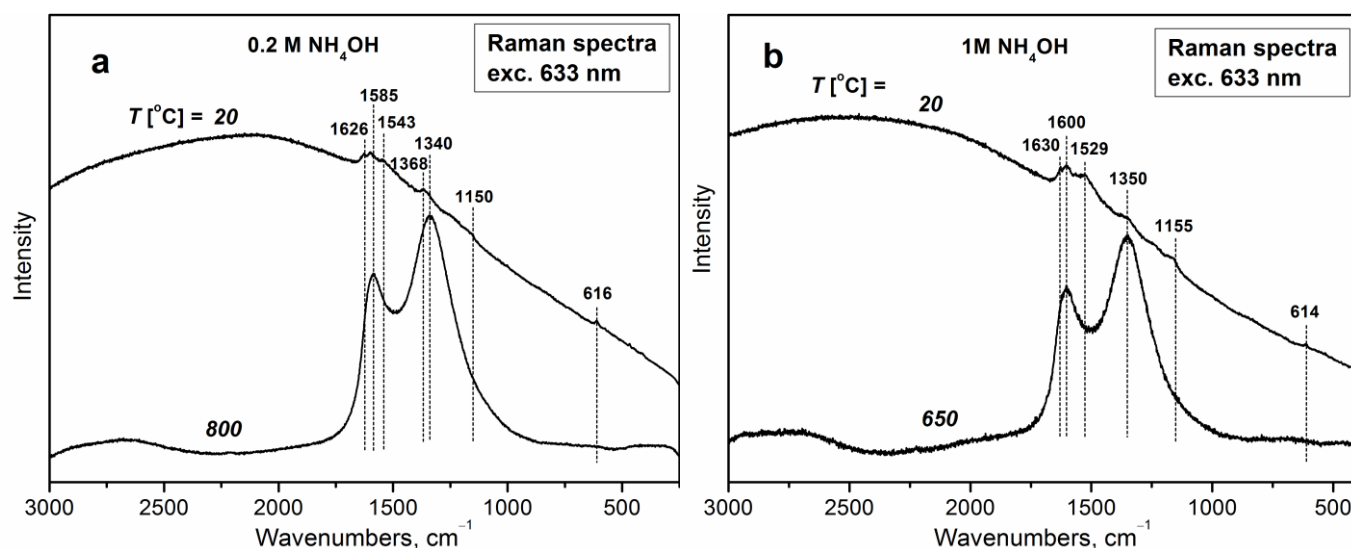 a
0.2 M NH₄OH
Raman spectra
exc. 633 nm
T [°C] = 20
1626
1585
1543
1368
1340
1150
616
800
Intensity
3000 2500 2000 1500 1000 500
Wavenumbers, cm⁻¹
b
1M NH₄OH
Raman spectra
exc. 633 nm
T [°C] =
20
1630
1600
1529
1350
1155
614
650
Intensity
3000 2500 2000 1500 1000 500
Wavenumbers, cm⁻¹